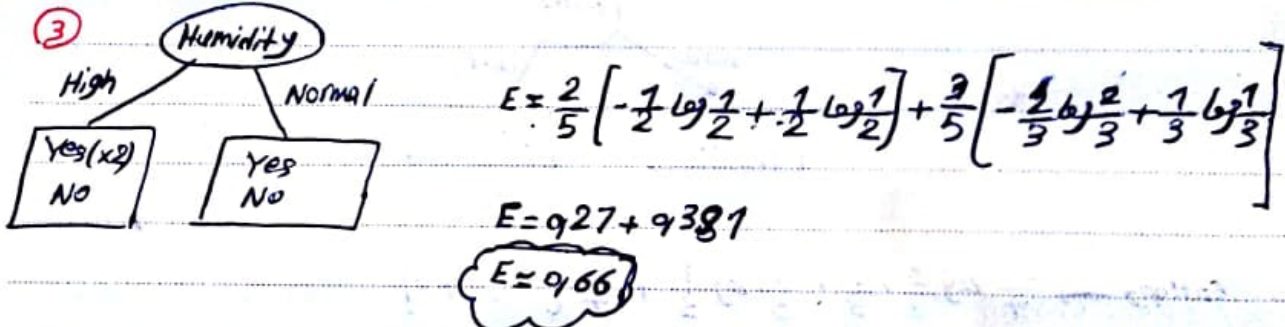 ③
Humidity
High Normal
Yes(x2)
No
Yes
No
E = 2/5 [-1/2 log 1/2 + 1/2 log 1/2] + 3/5 [-2/3 log 2/3 + 1/3 log 1/3]
E = 0,27 + 0,381
E ≃ 0,66